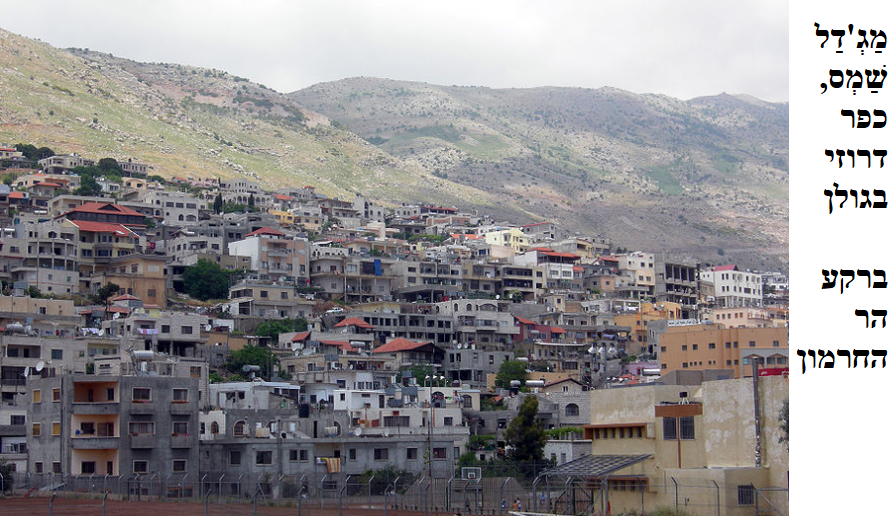 מַגְ'דַל
שַׁמְס,
כפר
דרוזי
בגולן
ברקע
הר
החרמון